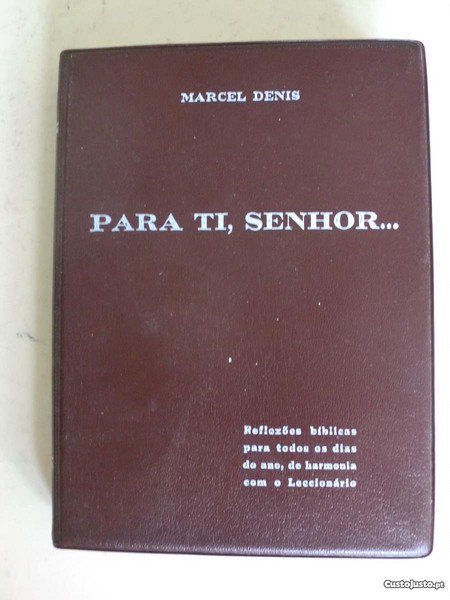 MARCEL DENIS
PARA TI, SENHOR...
Reflexões bíblicas
para todos os dias
do ano, de harmonia
com o Leccionário
CustoJusto.pt